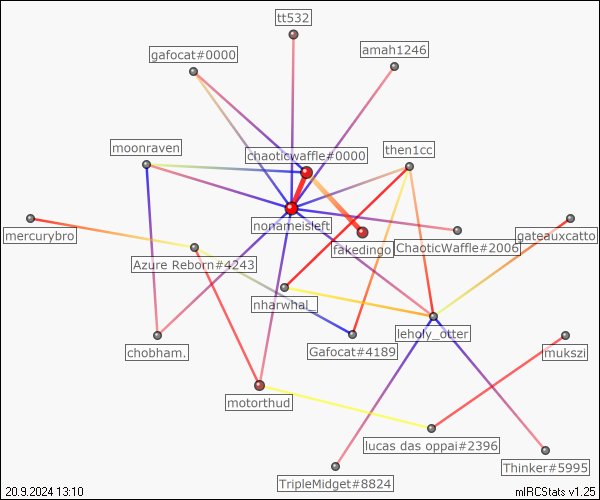 tt532
gafocat#0000
amah1246
moonraven
chaoticwaffle#0000
then1cc
nonameisleft
mercurybro
fakedingo
ChaoticWaffle#2006
gateauxcatto
Azure Reborn#4243
nharwhal_
leholy_otter
chobham.
Gafocat#4189
mukszi
motorthud
lucas das oppai#2396
Thinker#5995
TripleMidget#8824
20.9.2024 13:10
mIRCStats v1.25